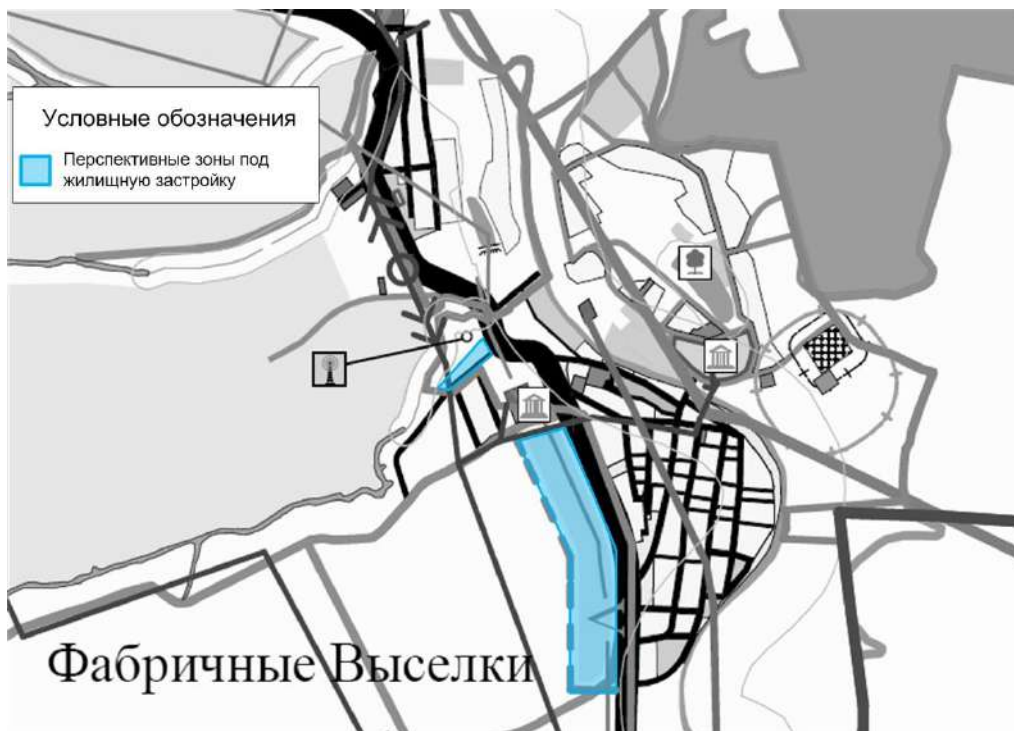 Условные обозначения
Перспективные зоны под
жилищную застройку
Фабричные Выселки